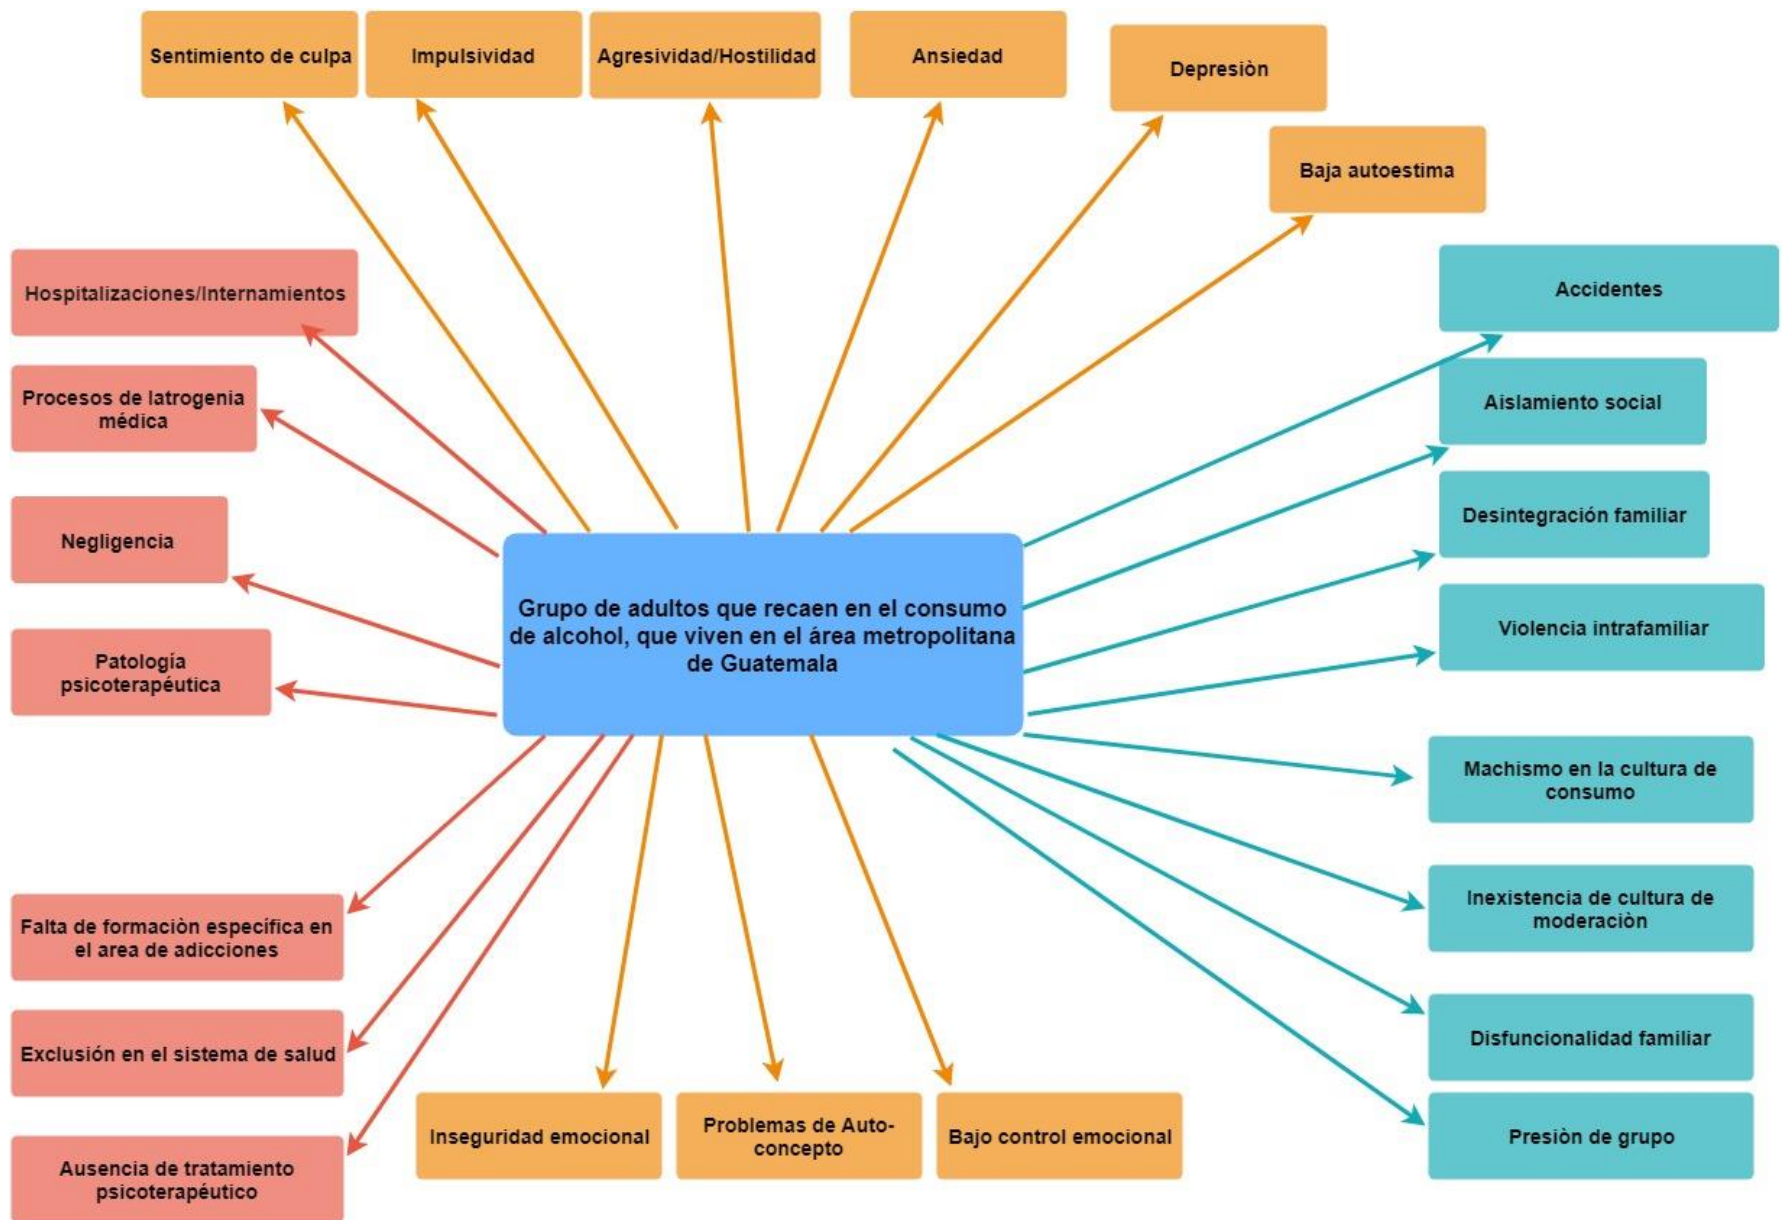 Sentimiento de culpa
Impulsividad
Agresividad/Hostilidad
Ansiedad
Depresiòn
Baja autoestima
Hospitalizaciones/Internamientos
Procesos de Iatrogenia
médica
Negligencia
Patología
psicoterapéutica
Grupo de adultos que recaen en el consumo
de alcohol, que viven en el área metropolitana
de Guatemala
Accidentes
Aislamiento social
Desintegración familiar
Violencia intrafamiliar
Machismo en la cultura de
consumo
Inexistencia de cultura de
moderaciòn
Disfuncionalidad familiar
Presiòn de grupo
Falta de formaciòn específica en
el area de adicciones
Exclusión en el sistema de salud
Ausencia de tratamiento
psicoterapéutico
Inseguridad emocional
Problemas de Auto-
concepto
Bajo control emocional